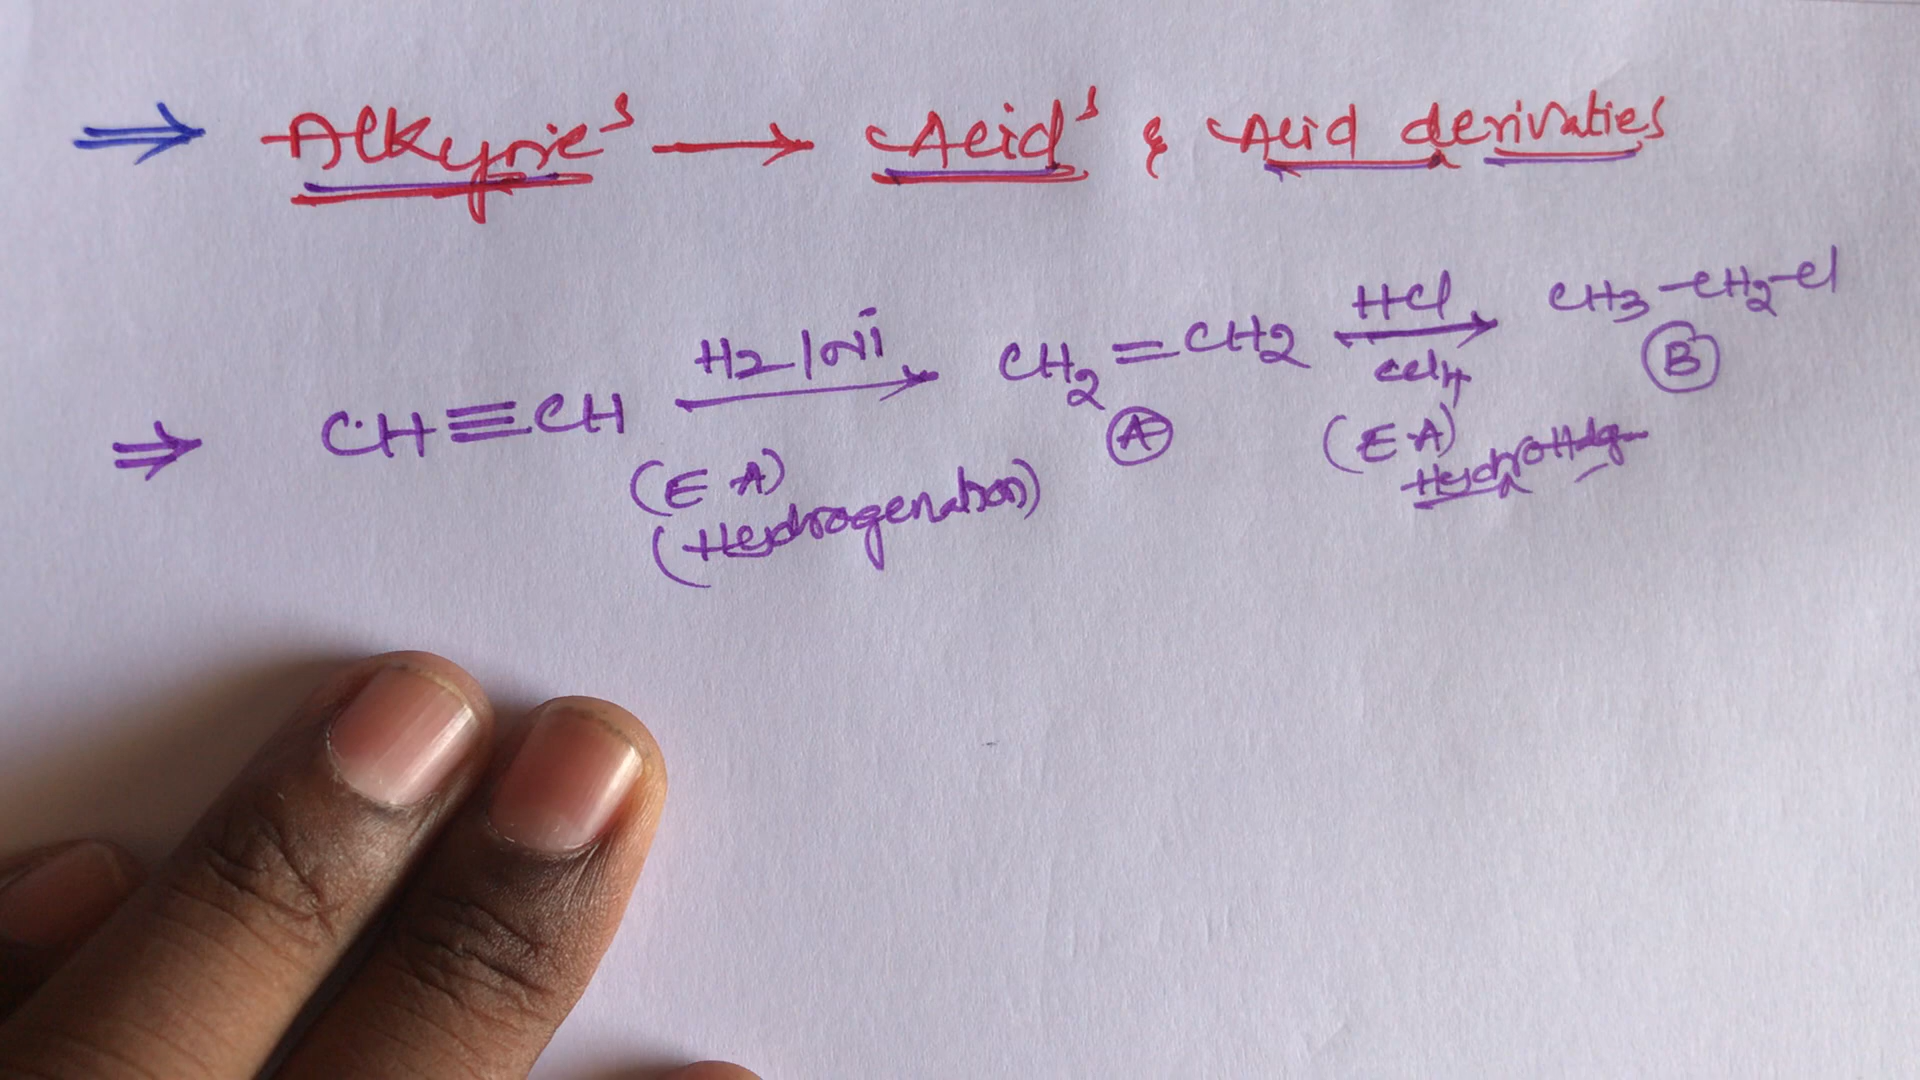 ⇒ Alkyne's → Acid's & Acid derivaties
⇒ CH≡CH H2/Ni → CH2=CH2 HCl → CH3-CH2-Cl
CCl4
(A) (B)
(E A) (E A)
(Hydrogenation)